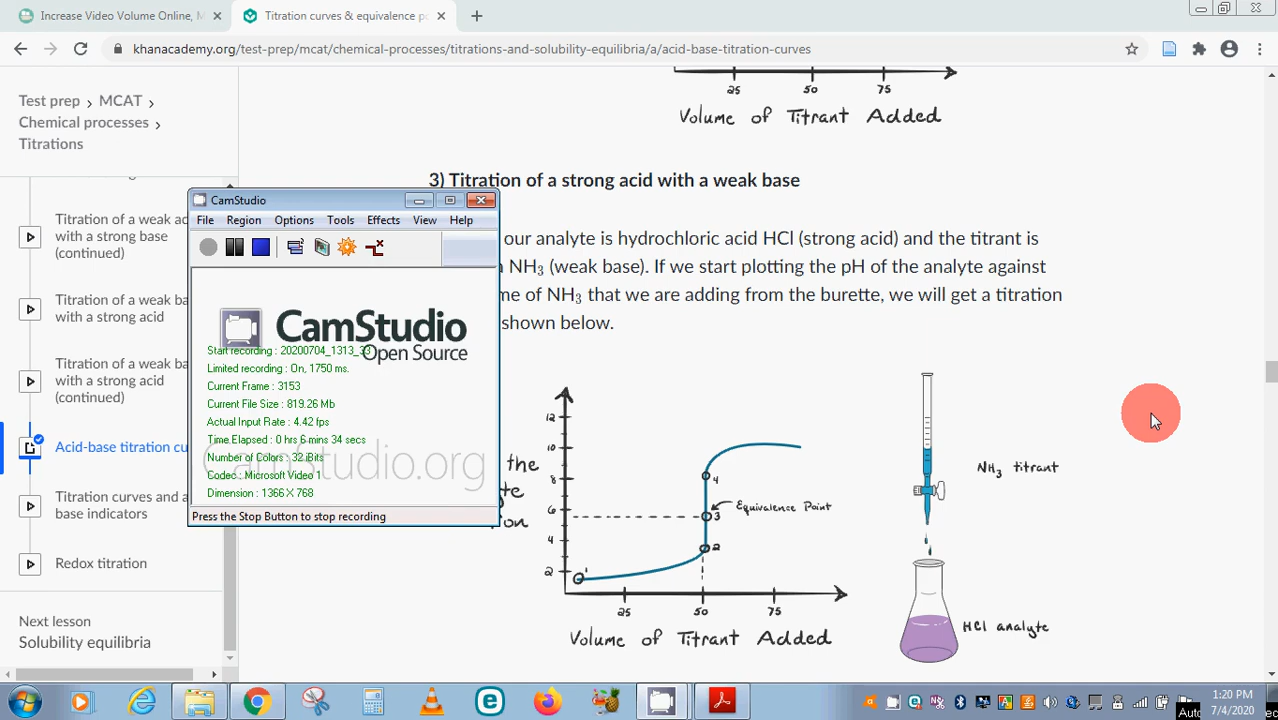 Increase Video Volume Online, M
Titration curves & equivalence po
khanacademy.org/test-prep/mcat/chemical-processes/titrations-and-solubility-equilibria/a/acid-base-titration-curves
Test prep > MCAT >
Chemical processes >
Titrations
Titration of a weak ac
with a strong base
(continued)
Titration of a weak ba
with a strong acid
Titration of a weak ba
with a strong acid
(continued)
Acid-base titration cu
Titration curves and a
base indicators
Redox titration
Next lesson
Solubility equilibria
CamStudio
File Region Options Tools Effects View Help
CamStudio
Open Source
Start recording : 20200704_1313_33
Limited recording : On, 1750 ms.
Current Frame : 3153
Current File Size : 819.26 Mb
Actual Input Rate : 4.42 fps
Time Elapsed : 0 hrs 6 mins 34 secs
Number of Colors : 32 Bits
CamStudio.org
Codec : Microsoft Video 1
Dimension : 1366 X 768
Press the Stop Button to stop recording
25 50 75
Volume of Titrant Added
3) Titration of a strong acid with a weak base
our analyte is hydrochloric acid HCl (strong acid) and the titrant is
NH₃ (weak base). If we start plotting the pH of the analyte against
me of NH₃ that we are adding from the burette, we will get a titration
shown below.
12
10
8
6
4
2
the
1
2
3
4
Equivalence Point
25 50 75
Volume of Titrant Added
NH₃ titrant
HCl analyte
1:20 PM
7/4/2020